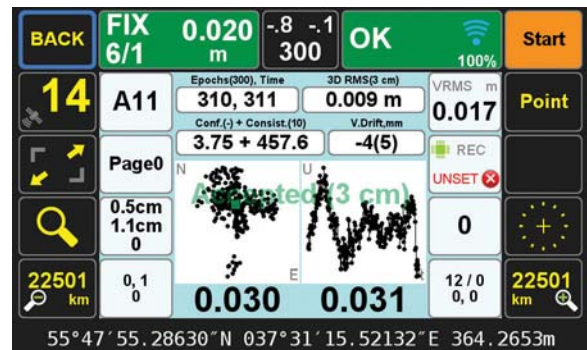 BACK
FIX
6/1
0.020
m
-.8 -.1
300
OK
100%
Start
14
A11
Epochs(300), Time
310, 311
3D RMS(3 cm)
0.009 m
VRMS m
0.017
Point
Conf.(-) + Consist.(10)
3.75 + 457.6
V.Drift,mm
-4(5)
Page0
REC
UNSET
N
U
Accepted (3 cm)
0.5cm
1.1cm
0
0
E
t
22501
km
0, 1
0
0.030
0.031
12 / 0
0, 0
22501
km
55°47′55.28630″N 037°31′15.52132″E 364.2653m